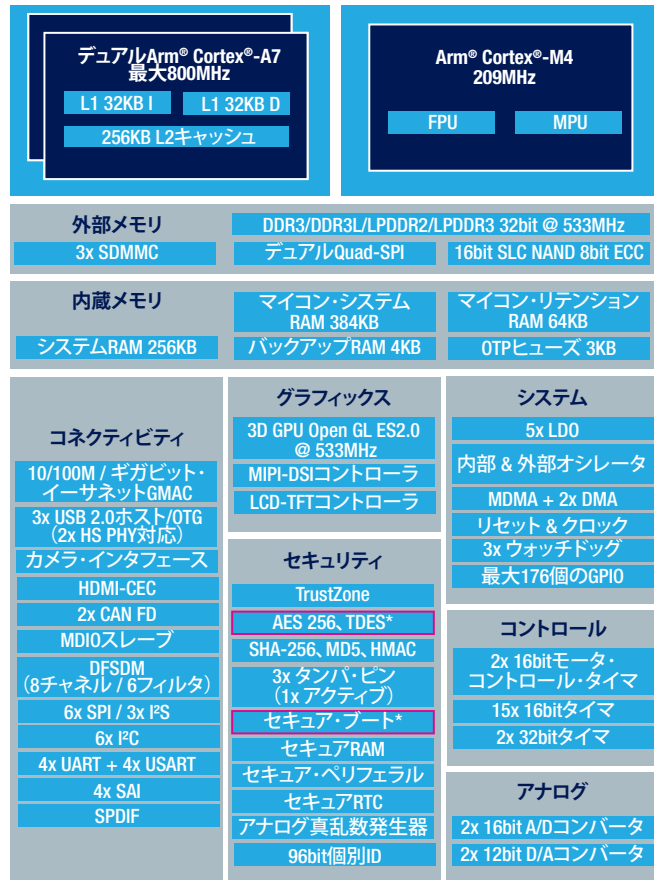 デュアルArm® Cortex®-A7
最大800MHz
L1 32KB I
L1 32KB D
256KB L2キャッシュ
Arm® Cortex®-M4
209MHz
FPU
MPU
外部メモリ
DDR3/DDR3L/LPDDR2/LPDDR3 32bit @ 533MHz
3x SDMMC
デュアルQuad-SPI
16bit SLC NAND 8bit ECC
内蔵メモリ
マイコン・システム
RAM 384KB
マイコン・リテンション
RAM 64KB
システムRAM 256KB
バックアップRAM 4KB
OTPヒューズ 3KB
コネクティビティ
10/100M / ギガビット・
イーサネットGMAC
3x USB 2.0ホスト/OTG
（2x HS PHY対応）
カメラ・インタフェース
HDMI-CEC
2x CAN FD
MDIOスレーブ
DFSDM
（8チャネル / 6フィルタ）
6x SPI / 3x I²S
6x I²C
4x UART + 4x USART
4x SAI
SPDIF
グラフィックス
3D GPU Open GL ES2.0
@ 533MHz
MIPI-DSIコントローラ
LCD-TFTコントローラ
セキュリティ
TrustZone
AES 256、TDES*
SHA-256、MD5、HMAC
3x タンパ・ピン
（1x アクティブ）
セキュア・ブート*
セキュアRAM
セキュア・ペリフェラル
セキュアRTC
アナログ真乱数発生器
96bit個別ID
システム
5x LDO
内部 & 外部オシレータ
MDMA + 2x DMA
リセット & クロック
3x ウォッチドッグ
最大176個のGPIO
コントロール
2x 16bitモータ・
コントロール・タイマ
15x 16bitタイマ
2x 32bitタイマ
アナログ
2x 16bit A/Dコンバータ
2x 12bit D/Aコンバータ